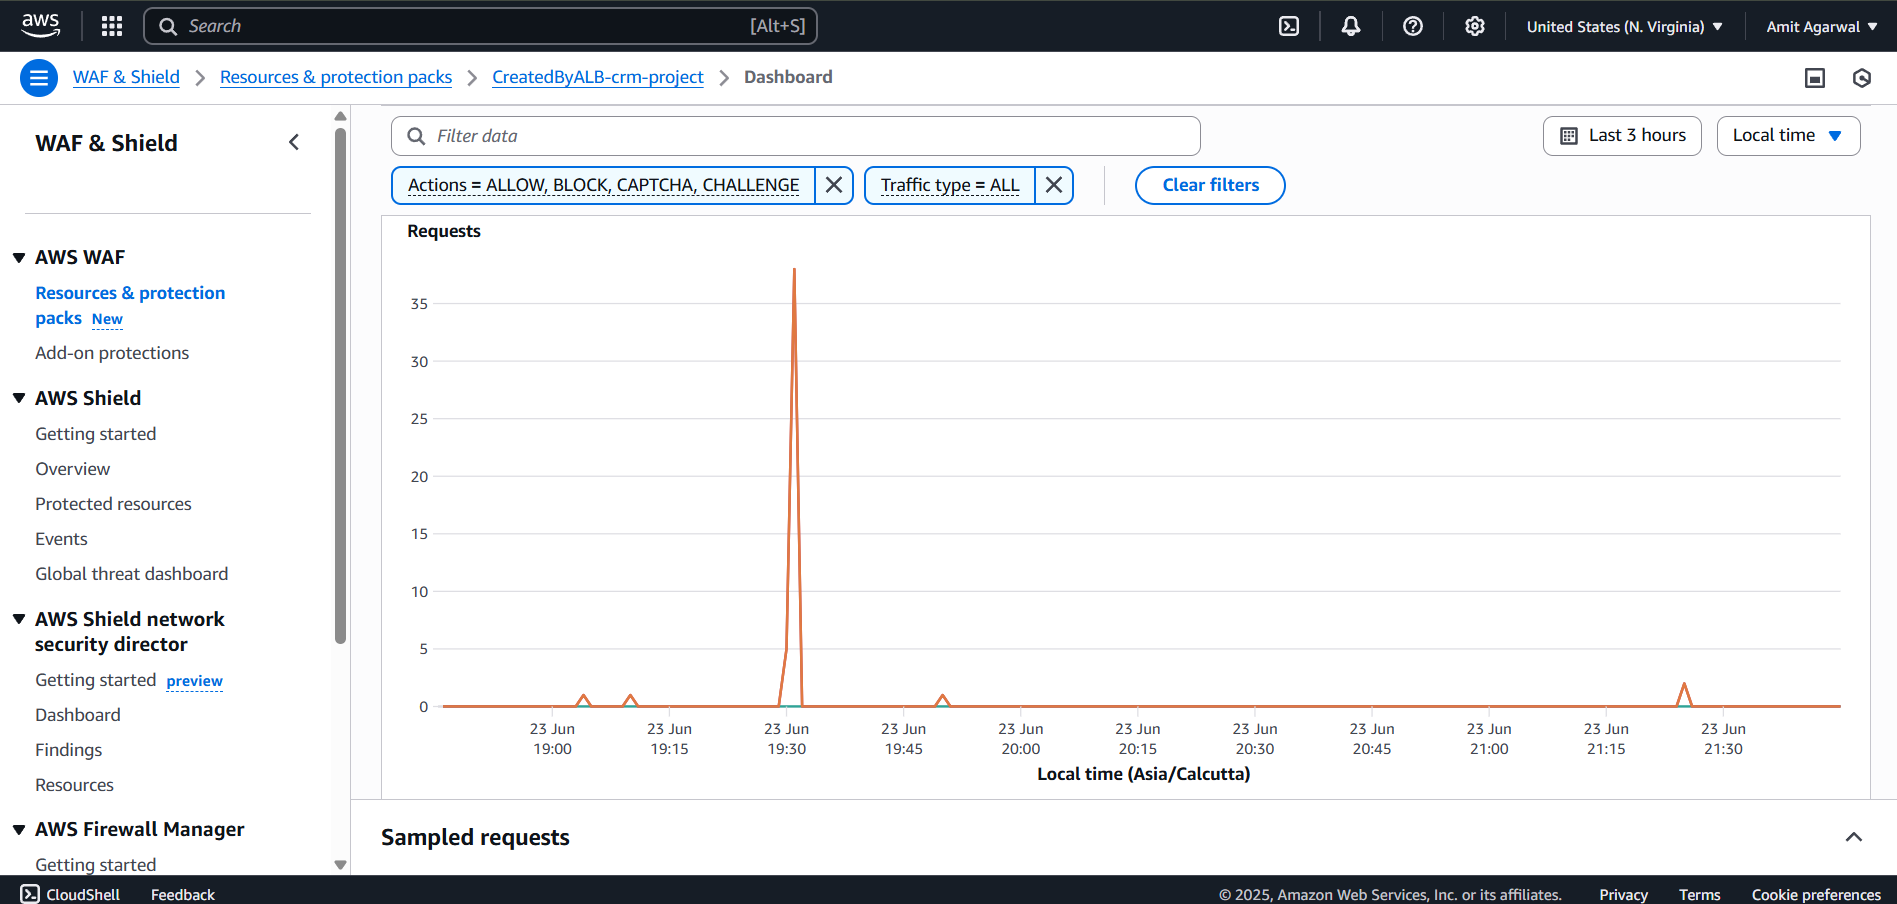 aws
Search
[Alt+S]
United States (N. Virginia)
Amit Agarwal
WAF & Shield
Resources & protection packs
CreatedByALB-crm-project
Dashboard
WAF & Shield
AWS WAF
Resources & protection
packs New
Add-on protections
AWS Shield
Getting started
Overview
Protected resources
Events
Global threat dashboard
AWS Shield network
security director
Getting started preview
Dashboard
Findings
Resources
AWS Firewall Manager
Getting started
Filter data
Last 3 hours
Local time
Actions = ALLOW, BLOCK, CAPTCHA, CHALLENGE
Traffic type = ALL
Clear filters
Requests
35
30
25
20
15
10
5
0
23 Jun
19:00
23 Jun
19:15
23 Jun
19:30
23 Jun
19:45
23 Jun
20:00
23 Jun
20:15
23 Jun
20:30
23 Jun
20:45
23 Jun
21:00
23 Jun
21:15
23 Jun
21:30
Local time (Asia/Calcutta)
Sampled requests
CloudShell
Feedback
© 2025, Amazon Web Services, Inc. or its affiliates.
Privacy
Terms
Cookie preferences